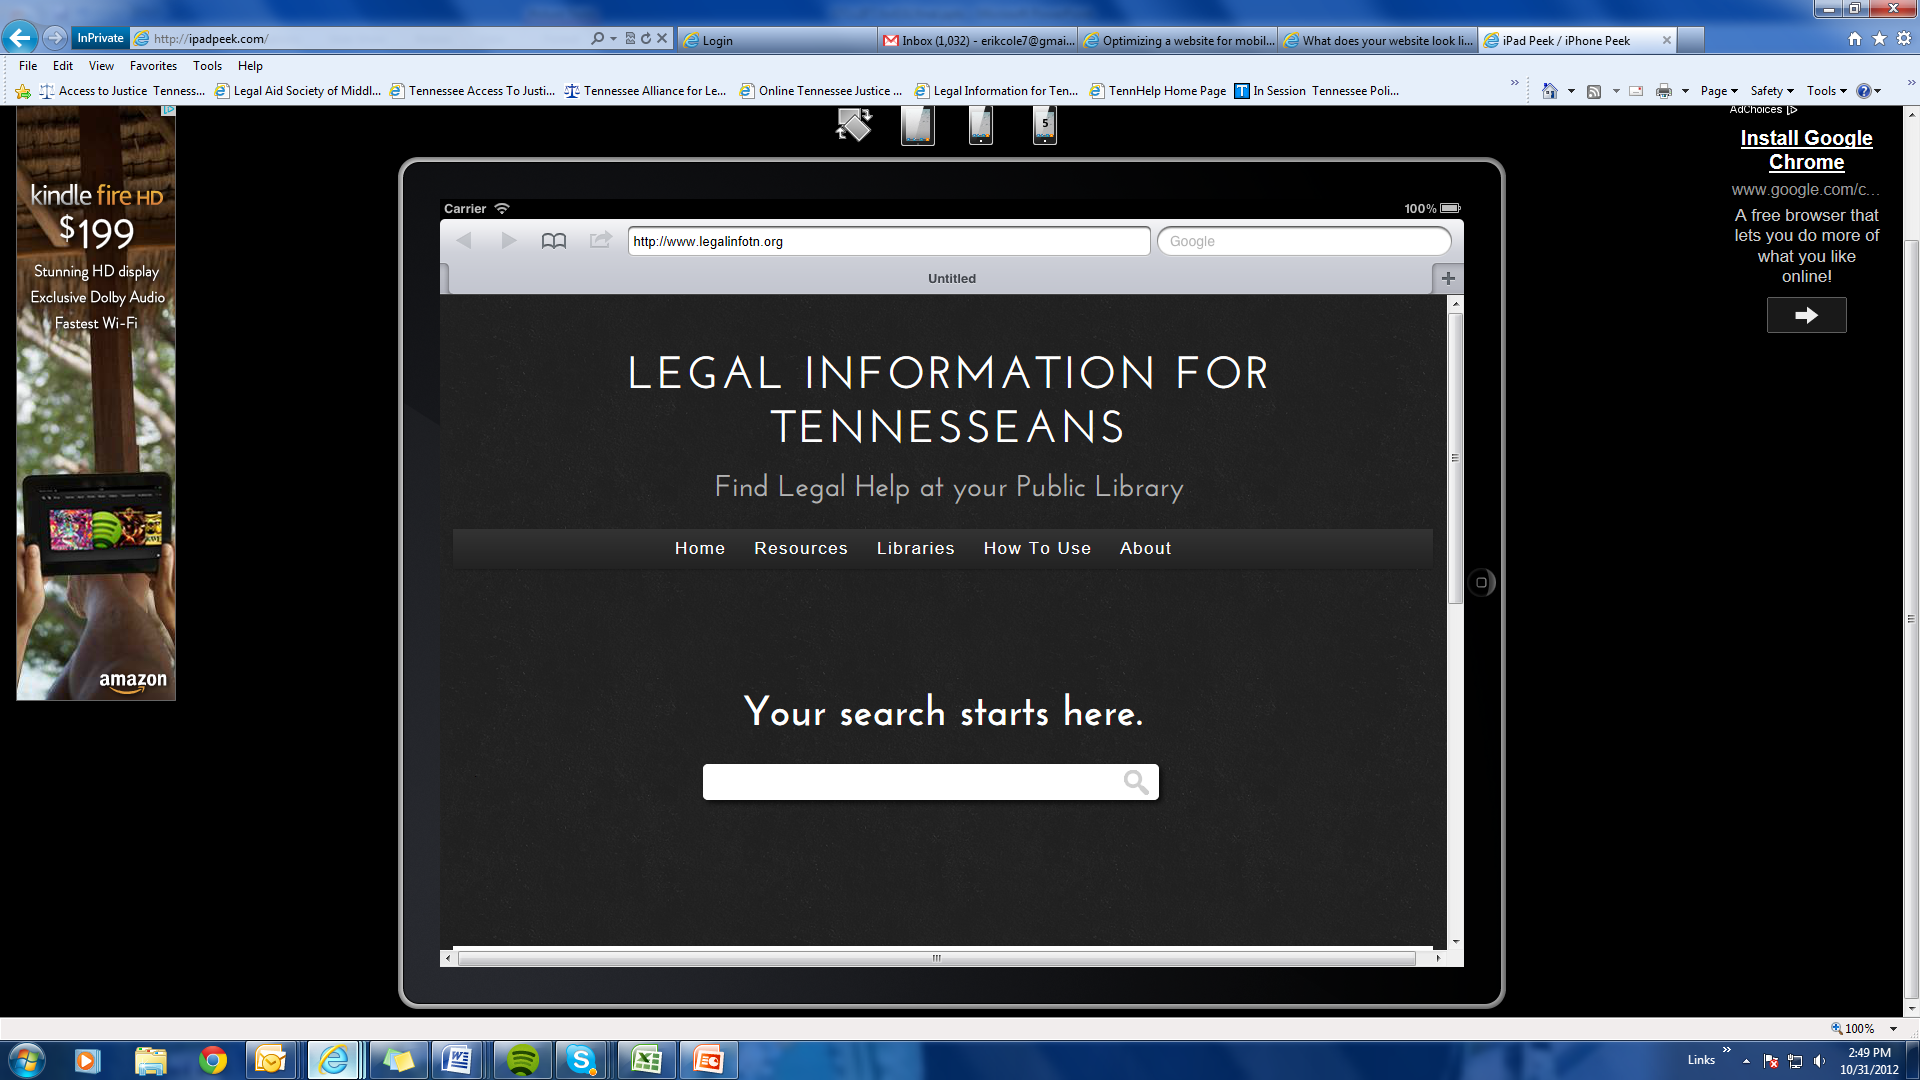 InPrivate
http://ipadpeek.com/
Login
Inbox (1,032) - erikcole7@gmai...
Optimizing a website for mobil...
What does your website look li...
iPad Peek / iPhone Peek
File Edit View Favorites Tools Help
Access to Justice Tenness...
Legal Aid Society of Middl...
Tennessee Access To Justi...
Tennessee Alliance for Le...
Online Tennessee Justice ...
Legal Information for Ten...
TennHelp Home Page
In Session Tennessee Poli...
Page
Safety
Tools
kindle fire HD
$199
Stunning HD display
Exclusive Dolby Audio
Fastest Wi-Fi
amazon
5
Carrier
100%
http://www.legalinfotn.org
Google
Untitled
LEGAL INFORMATION FOR
TENNESSEANS
Find Legal Help at your Public Library
Home Resources Libraries How To Use About
Your search starts here.
AdChoices
Install Google
Chrome
www.google.com/c...
A free browser that
lets you do more of
what you like
online!
100%
Links
2:49 PM
10/31/2012